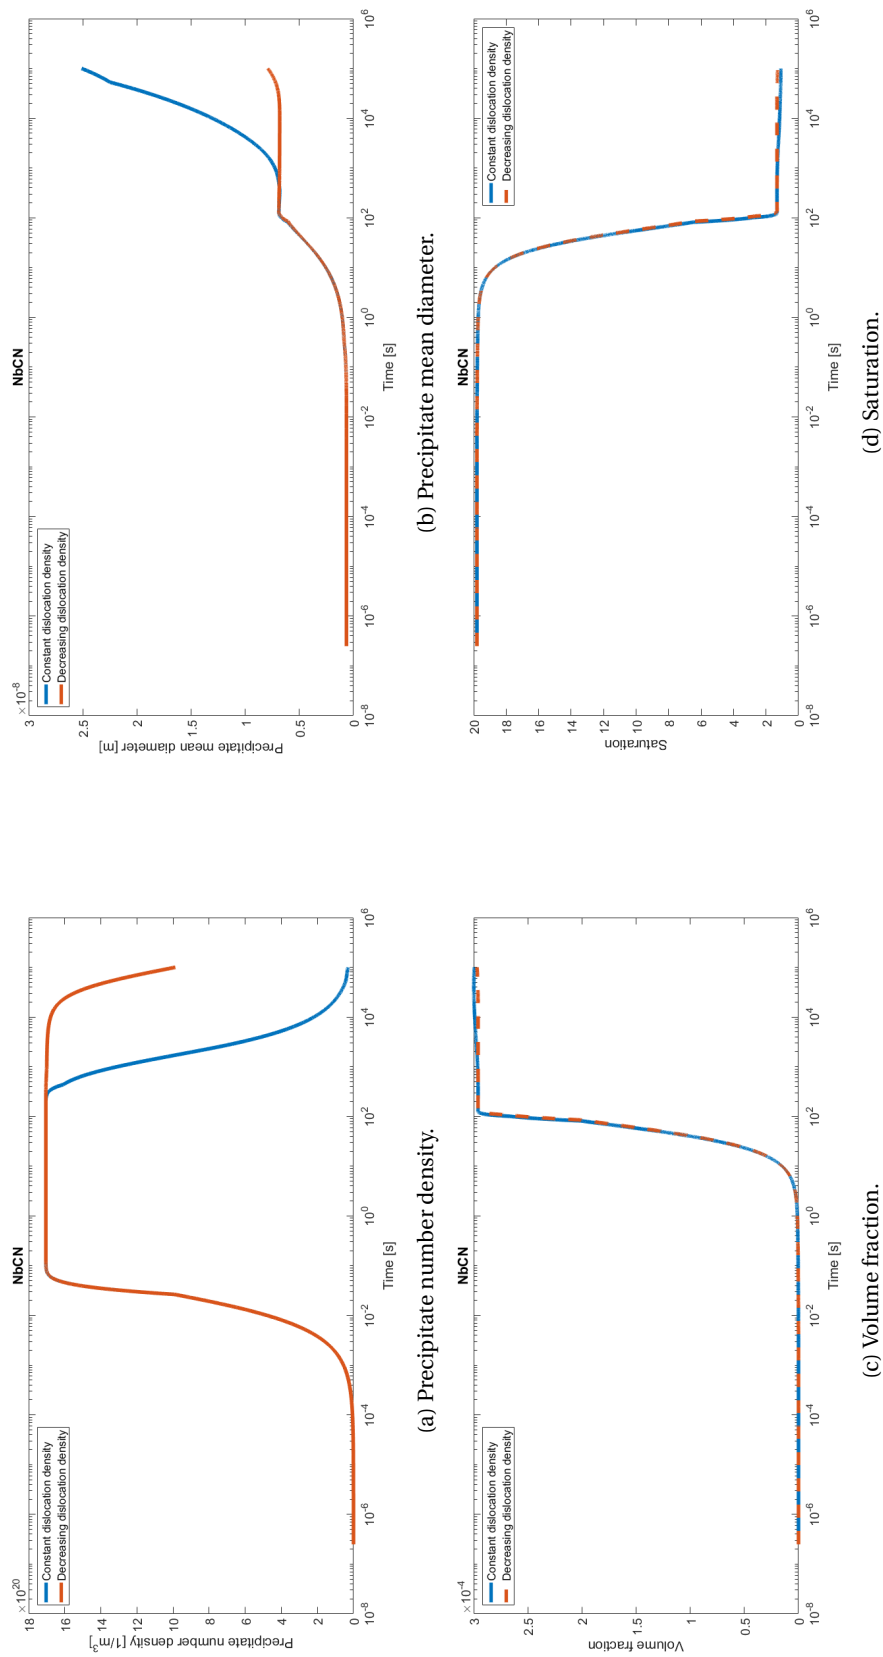 NbCN
×10^20
Precipitate number density [1/m^3]
18
16
14
12
10
8
6
4
2
0
Constant dislocation density
Decreasing dislocation density
10^-8
10^-6
10^-4
10^-2
10^0
10^2
10^4
10^6
Time [s]
(a) Precipitate number density.
NbCN
×10^-8
Precipitate mean diameter [m]
3
2.5
2
1.5
1
0.5
0
Constant dislocation density
Decreasing dislocation density
10^-8
10^-6
10^-4
10^-2
10^0
10^2
10^4
10^6
Time [s]
(b) Precipitate mean diameter.
NbCN
×10^-4
Volume fraction
3
2.5
2
1.5
1
0.5
0
Constant dislocation density
Decreasing dislocation density
10^-8
10^-6
10^-4
10^-2
10^0
10^2
10^4
10^6
Time [s]
(c) Volume fraction.
NbCN
Saturation
20
18
16
14
12
10
8
6
4
2
0
Constant dislocation density
Decreasing dislocation density
10^-8
10^-6
10^-4
10^-2
10^0
10^2
10^4
10^6
Time [s]
(d) Saturation.